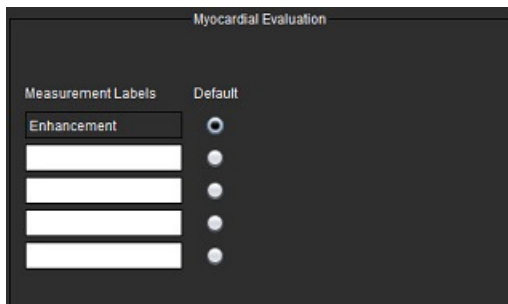 Myocardial Evaluation
Measurement Labels Default
Enhancement